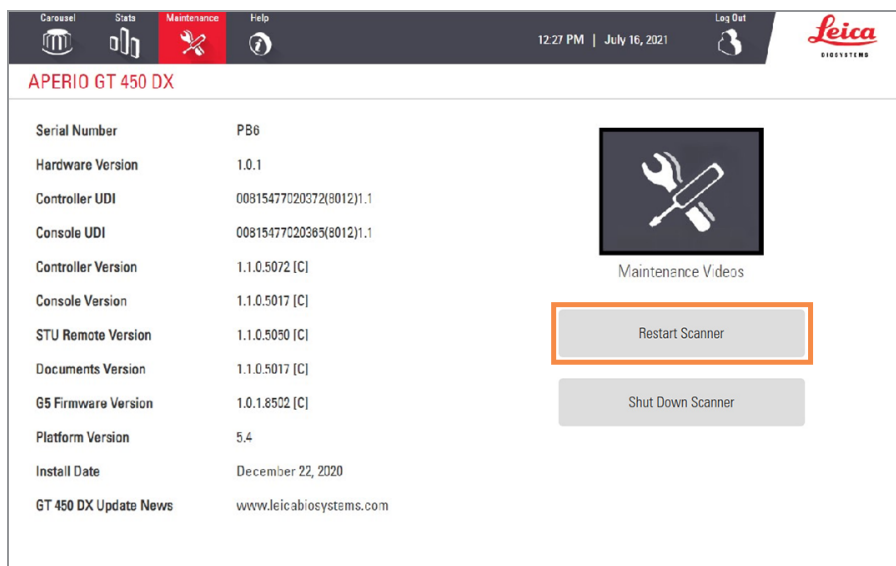 Carousel Stats Maintenance Help Log Out
12:27 PM | July 16, 2021
Leica
BIOSYSTEMS
APERIO GT 450 DX
Serial Number PB6
Hardware Version 1.0.1
Controller UDI 00815477020372(8012)1.1
Console UDI 00815477020365(8012)1.1
Controller Version 1.1.0.5072 [C]
Console Version 1.1.0.5017 [C]
STU Remote Version 1.1.0.5050 [C]
Documents Version 1.1.0.5017 [C]
G5 Firmware Version 1.0.1.8502 [C]
Platform Version 5.4
Install Date December 22, 2020
GT 450 DX Update News www.leicabiosystems.com
Maintenance Videos
Restart Scanner
Shut Down Scanner